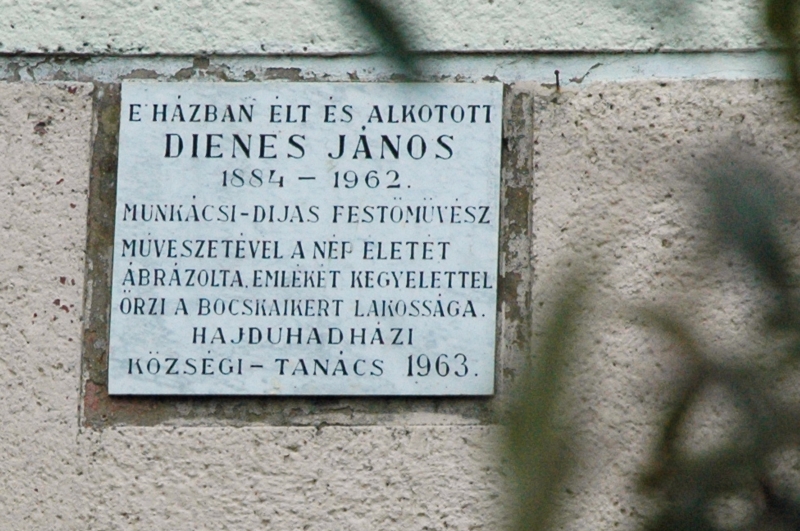 E HÁZBAN ÉLT ÉS ALKOTOTT
DIENES JÁNOS
1884 – 1962.
MUNKÁCSI-DIJAS FESTŐMŰVÉSZ
MŰVÉSZETÉVEL A NÉP ÉLETÉT
ÁBRÁZOLTA, EMLÉKÉT KEGYELETTEL
ŐRZI A BOCSKAIKERT LAKOSSÁGA.
HAJDUHADHÁZI
KÖZSÉGI – TANÁCS 1963.